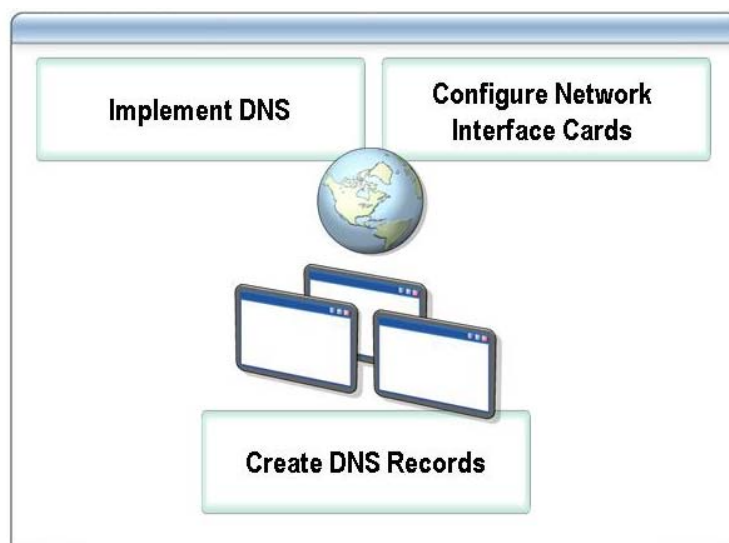 Implement DNS
Configure Network
Interface Cards
Create DNS Records